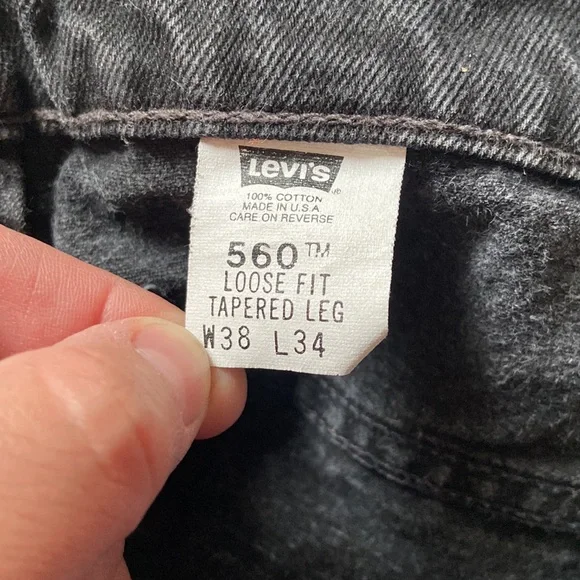 Levi's ®
100% COTTON
MADE IN U.S.A
CARE ON REVERSE
560™
LOOSE FIT
TAPERED LEG
W38 L34